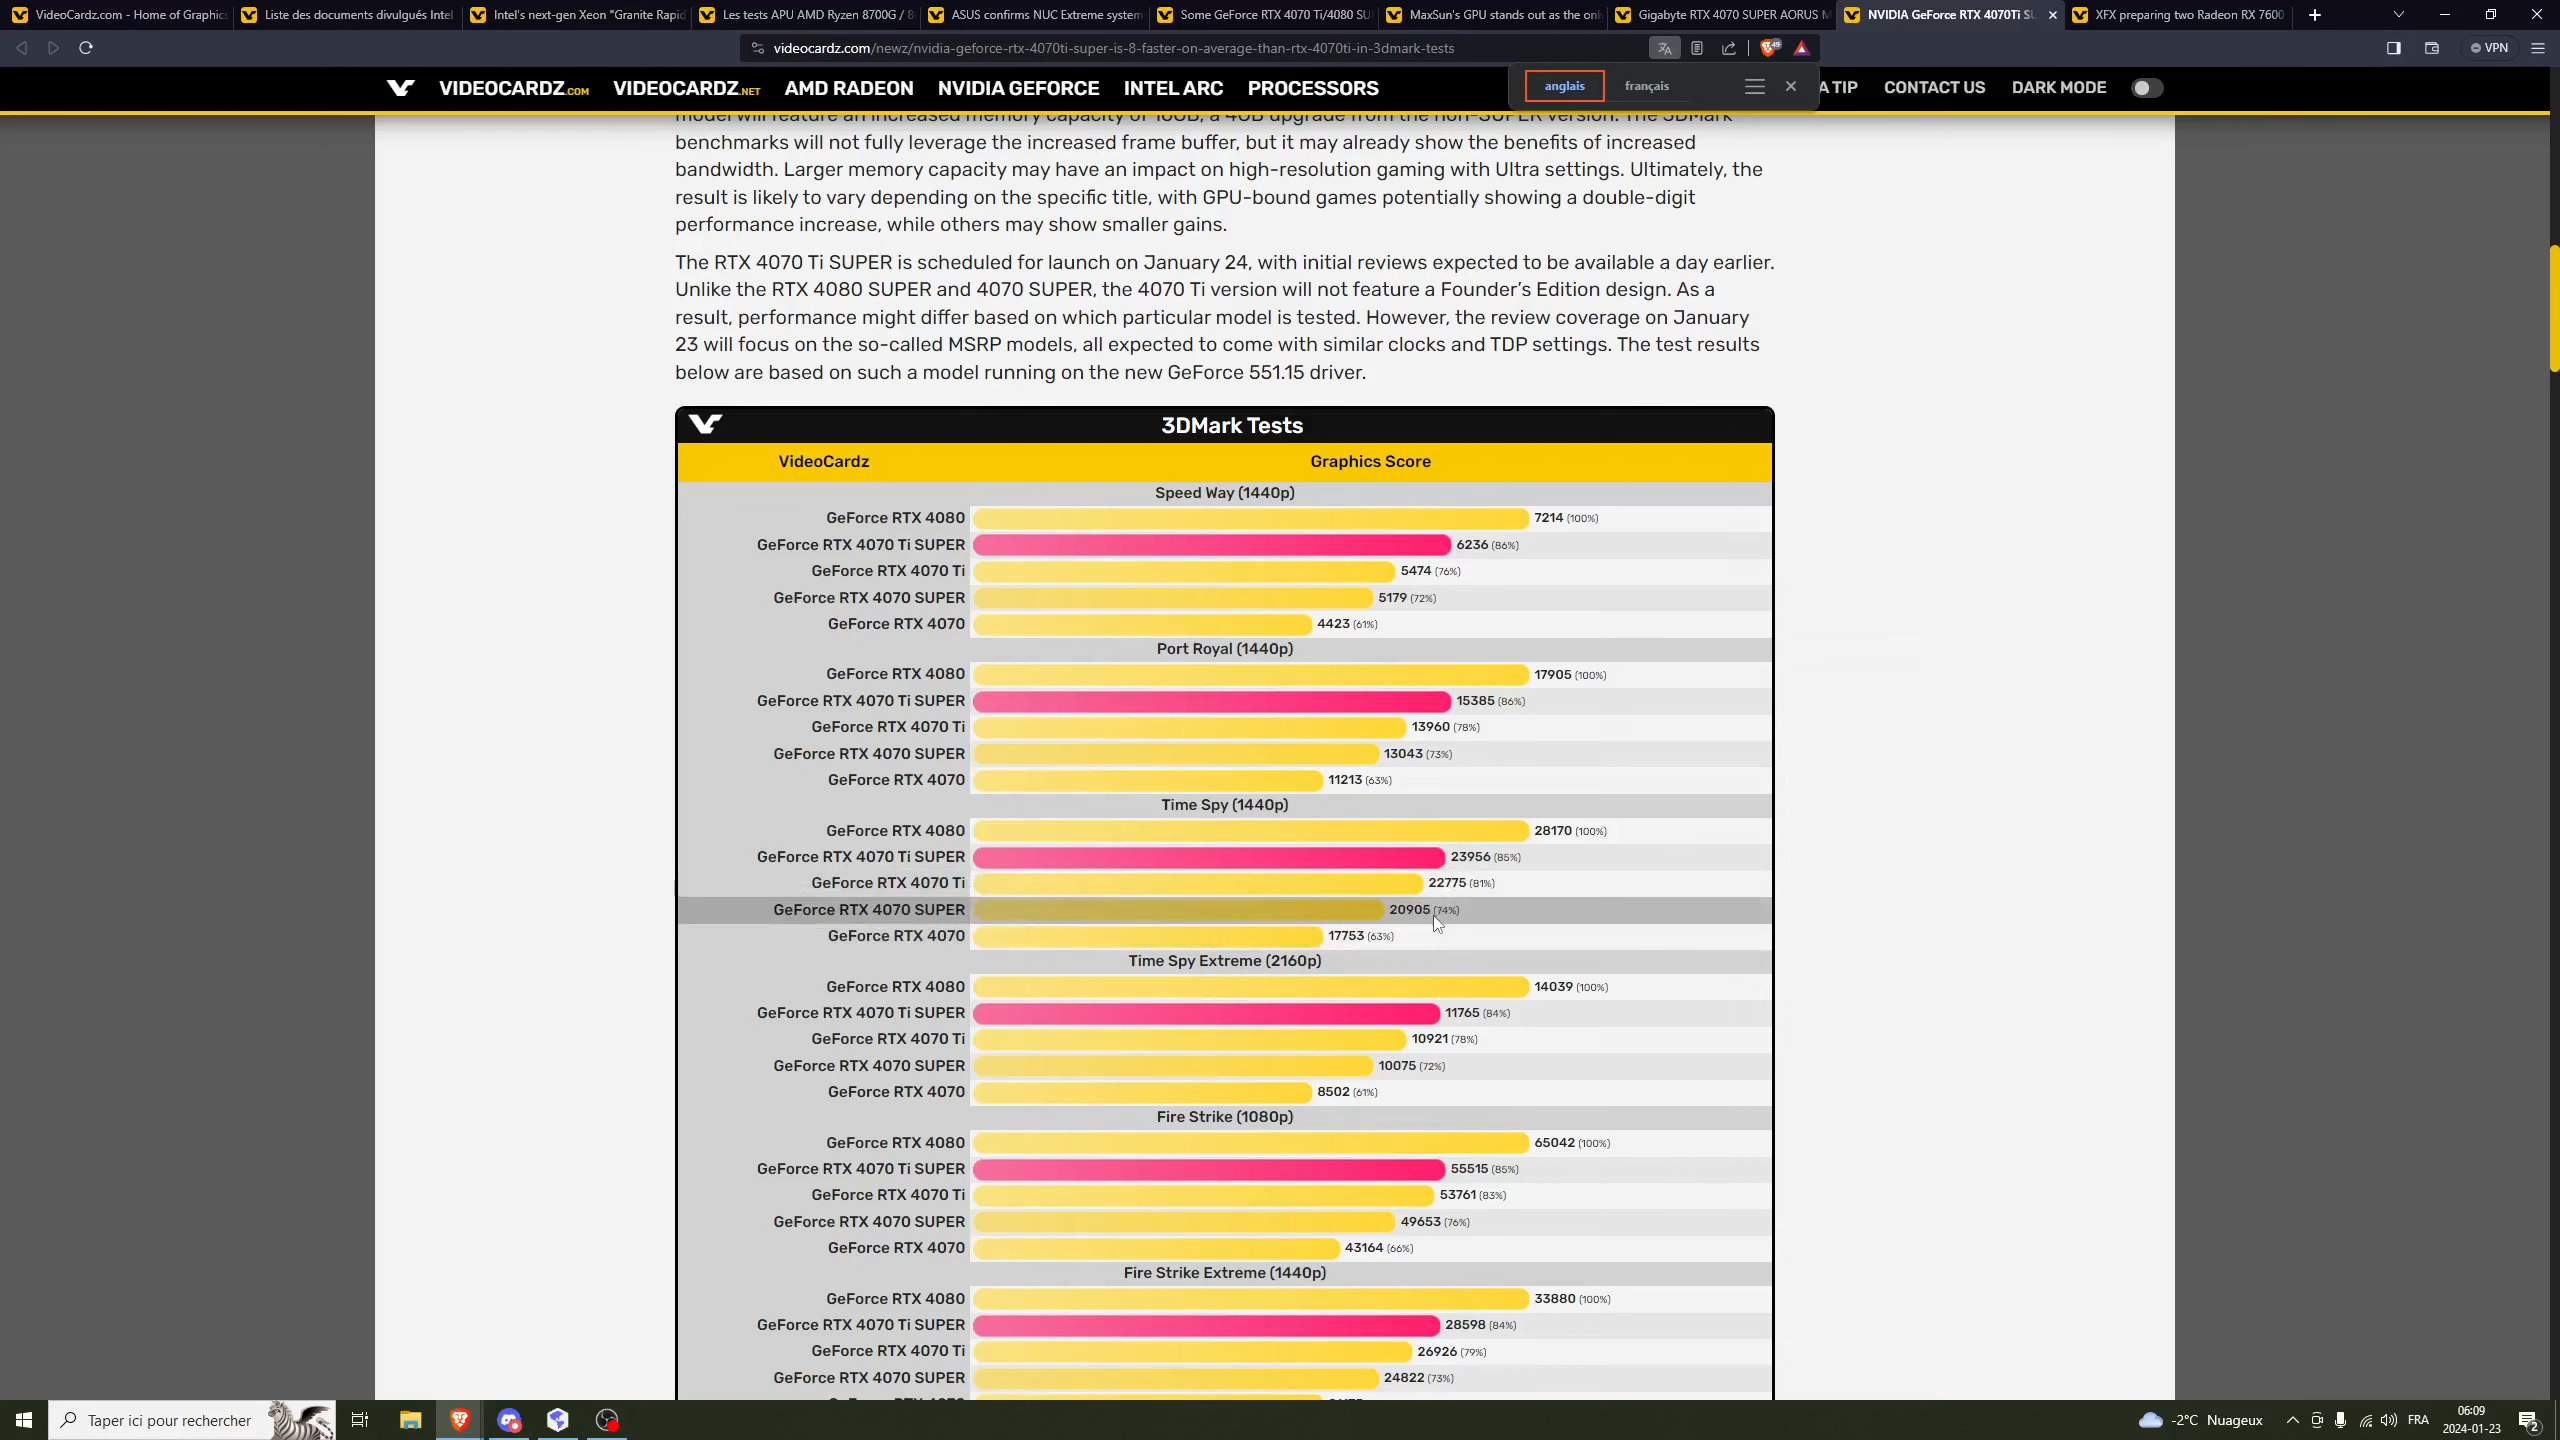 VideoCardz.com - Home of Graphics
Liste des documents divulgués Intel
Intel's next-gen Xeon "Granite Rapid
Les tests APU AMD Ryzen 8700G / 8
ASUS confirms NUC Extreme system
Some GeForce RTX 4070 Ti/4080 SU
MaxSun's GPU stands out as the on
Gigabyte RTX 4070 SUPER AORUS M
NVIDIA GeForce RTX 4070Ti SU
XFX preparing two Radeon RX 7600
videocardz.com/newz/nvidia-geforce-rtx-4070ti-super-is-8-faster-on-average-than-rtx-4070ti-in-3dmark-tests
VPN
VIDEOCARDZ.COM VIDEOCARDZ.NET AMD RADEON NVIDIA GEFORCE INTEL ARC PROCESSORS
anglais français
A TIP CONTACT US DARK MODE
model will feature an increased memory capacity of 16GB, a 4GB upgrade from the non-SUPER version. The 3DMark
benchmarks will not fully leverage the increased frame buffer, but it may already show the benefits of increased
bandwidth. Larger memory capacity may have an impact on high-resolution gaming with Ultra settings. Ultimately, the
result is likely to vary depending on the specific title, with GPU-bound games potentially showing a double-digit
performance increase, while others may show smaller gains.
The RTX 4070 Ti SUPER is scheduled for launch on January 24, with initial reviews expected to be available a day earlier.
Unlike the RTX 4080 SUPER and 4070 SUPER, the 4070 Ti version will not feature a Founder's Edition design. As a
result, performance might differ based on which particular model is tested. However, the review coverage on January
23 will focus on the so-called MSRP models, all expected to come with similar clocks and TDP settings. The test results
below are based on such a model running on the new GeForce 551.15 driver.
3DMark Tests
VideoCardz Graphics Score
Speed Way (1440p)
GeForce RTX 4080 7214 (100%)
GeForce RTX 4070 Ti SUPER 6236 (86%)
GeForce RTX 4070 Ti 5474 (76%)
GeForce RTX 4070 SUPER 5179 (72%)
GeForce RTX 4070 4423 (61%)
Port Royal (1440p)
GeForce RTX 4080 17905 (100%)
GeForce RTX 4070 Ti SUPER 15385 (86%)
GeForce RTX 4070 Ti 13960 (78%)
GeForce RTX 4070 SUPER 13043 (73%)
GeForce RTX 4070 11213 (63%)
Time Spy (1440p)
GeForce RTX 4080 28170 (100%)
GeForce RTX 4070 Ti SUPER 23956 (85%)
GeForce RTX 4070 Ti 22775 (81%)
GeForce RTX 4070 SUPER 20905 (74%)
GeForce RTX 4070 17753 (63%)
Time Spy Extreme (2160p)
GeForce RTX 4080 14039 (100%)
GeForce RTX 4070 Ti SUPER 11765 (84%)
GeForce RTX 4070 Ti 10921 (78%)
GeForce RTX 4070 SUPER 10075 (72%)
GeForce RTX 4070 8502 (61%)
Fire Strike (1080p)
GeForce RTX 4080 65042 (100%)
GeForce RTX 4070 Ti SUPER 55515 (85%)
GeForce RTX 4070 Ti 53761 (83%)
GeForce RTX 4070 SUPER 49653 (76%)
GeForce RTX 4070 43164 (66%)
Fire Strike Extreme (1440p)
GeForce RTX 4080 33880 (100%)
GeForce RTX 4070 Ti SUPER 28598 (84%)
GeForce RTX 4070 Ti 26926 (79%)
GeForce RTX 4070 SUPER 24822 (73%)
Taper ici pour rechercher
-2°C Nuageux
FRA
06:09
2024-01-23
2